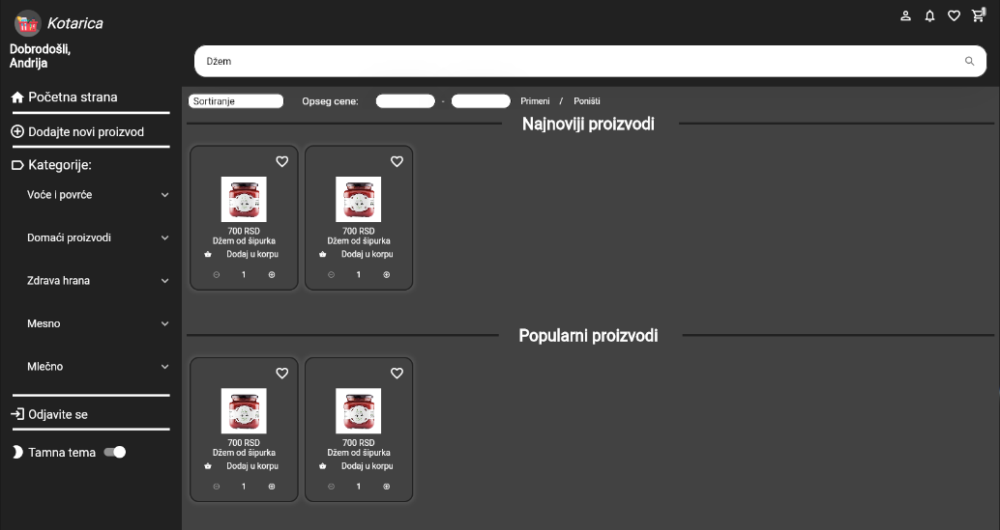 Kotarica
1
Dobrodošli,
Andrija
Džem
Početna strana
Dodajte novi proizvod
Kategorije:
Voće i povrće
Domaći proizvodi
Zdrava hrana
Mesno
Mlečno
Odjavite se
Tamna tema
Sortiranje
Opseg cene:
-
Primeni / Poništi
Najnoviji proizvodi
700 RSD
Džem od šipurka
Dodaj u korpu
1
700 RSD
Džem od šipurka
Dodaj u korpu
1
Popularni proizvodi
700 RSD
Džem od šipurka
Dodaj u korpu
1
700 RSD
Džem od šipurka
Dodaj u korpu
1